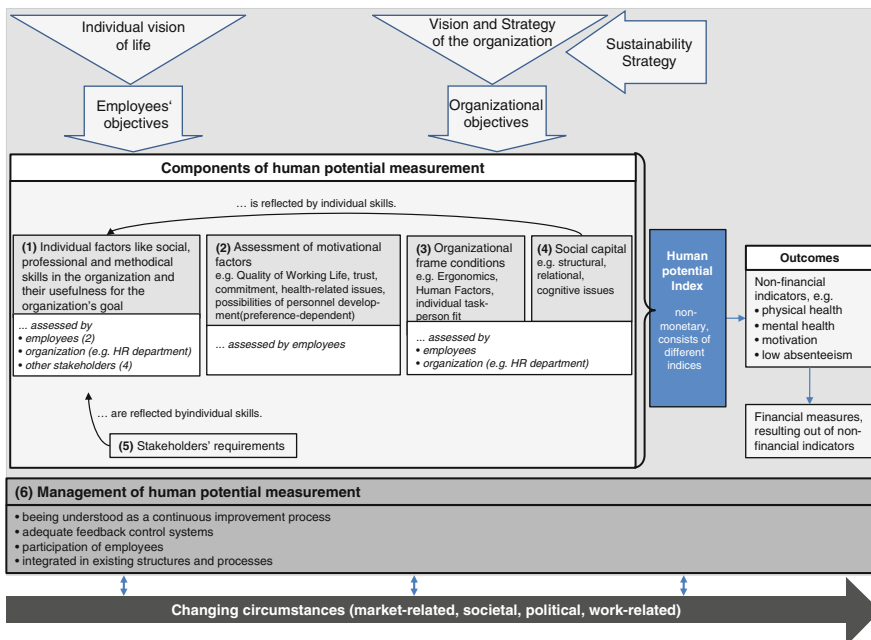 Individual vision
of life
Vision and Strategy
of the organization
Sustainability
Strategy
Employees‘
objectives
Organizational
objectives
Components of human potential measurement
… is reflected by individual skills.
(1) Individual factors like social,
professional and methodical
skills in the organization and
their usefulness for the
organization’s goal
... assessed by
• employees (2)
• organization (e.g. HR department)
• other stakeholders (4)
(2) Assessment of motivational
factors
e.g. Quality of Working Life, trust,
commitment, health-related issues,
possibilities of personnel develop-
ment(preference-dependent)
... assessed by employees
(3) Organizational
frame conditions
e.g. Ergonomics,
Human Factors,
individual task-
person fit
(4) Social capital
e.g. structural,
relational,
cognitive issues
... assessed by
• employees
• organization (e.g. HR department)
… are reflected byindividual skills.
(5) Stakeholders’ requirements
Human
potential
Index
non-
monetary,
consists of
different
indices
Outcomes
Non-financial
indicators, e.g.
• physical health
• mental health
• motivation
• low absenteeism
Financial measures,
resulting out of non-
financial indicators
(6) Management of human potential measurement
• beeing understood as a continuous improvement process
• adequate feedback control systems
• participation of employees
• integrated in existing structures and processes
Changing circumstances (market-related, societal, political, work-related)